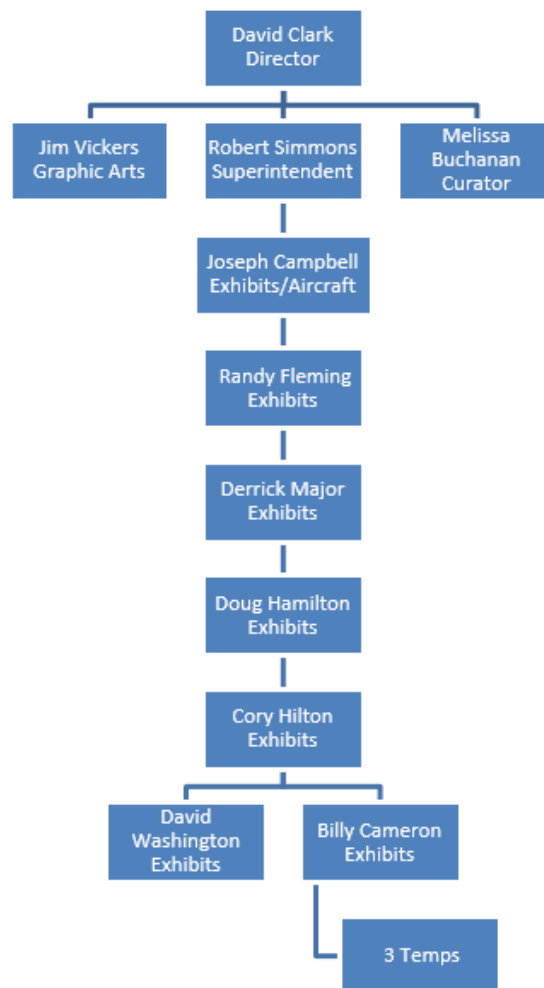 David Clark
Director
Jim Vickers
Graphic Arts
Robert Simmons
Superintendent
Melissa
Buchanan
Curator
Joseph Campbell
Exhibits/Aircraft
Randy Fleming
Exhibits
Derrick Major
Exhibits
Doug Hamilton
Exhibits
Cory Hilton
Exhibits
David
Washington
Exhibits
Billy Cameron
Exhibits
3 Temps